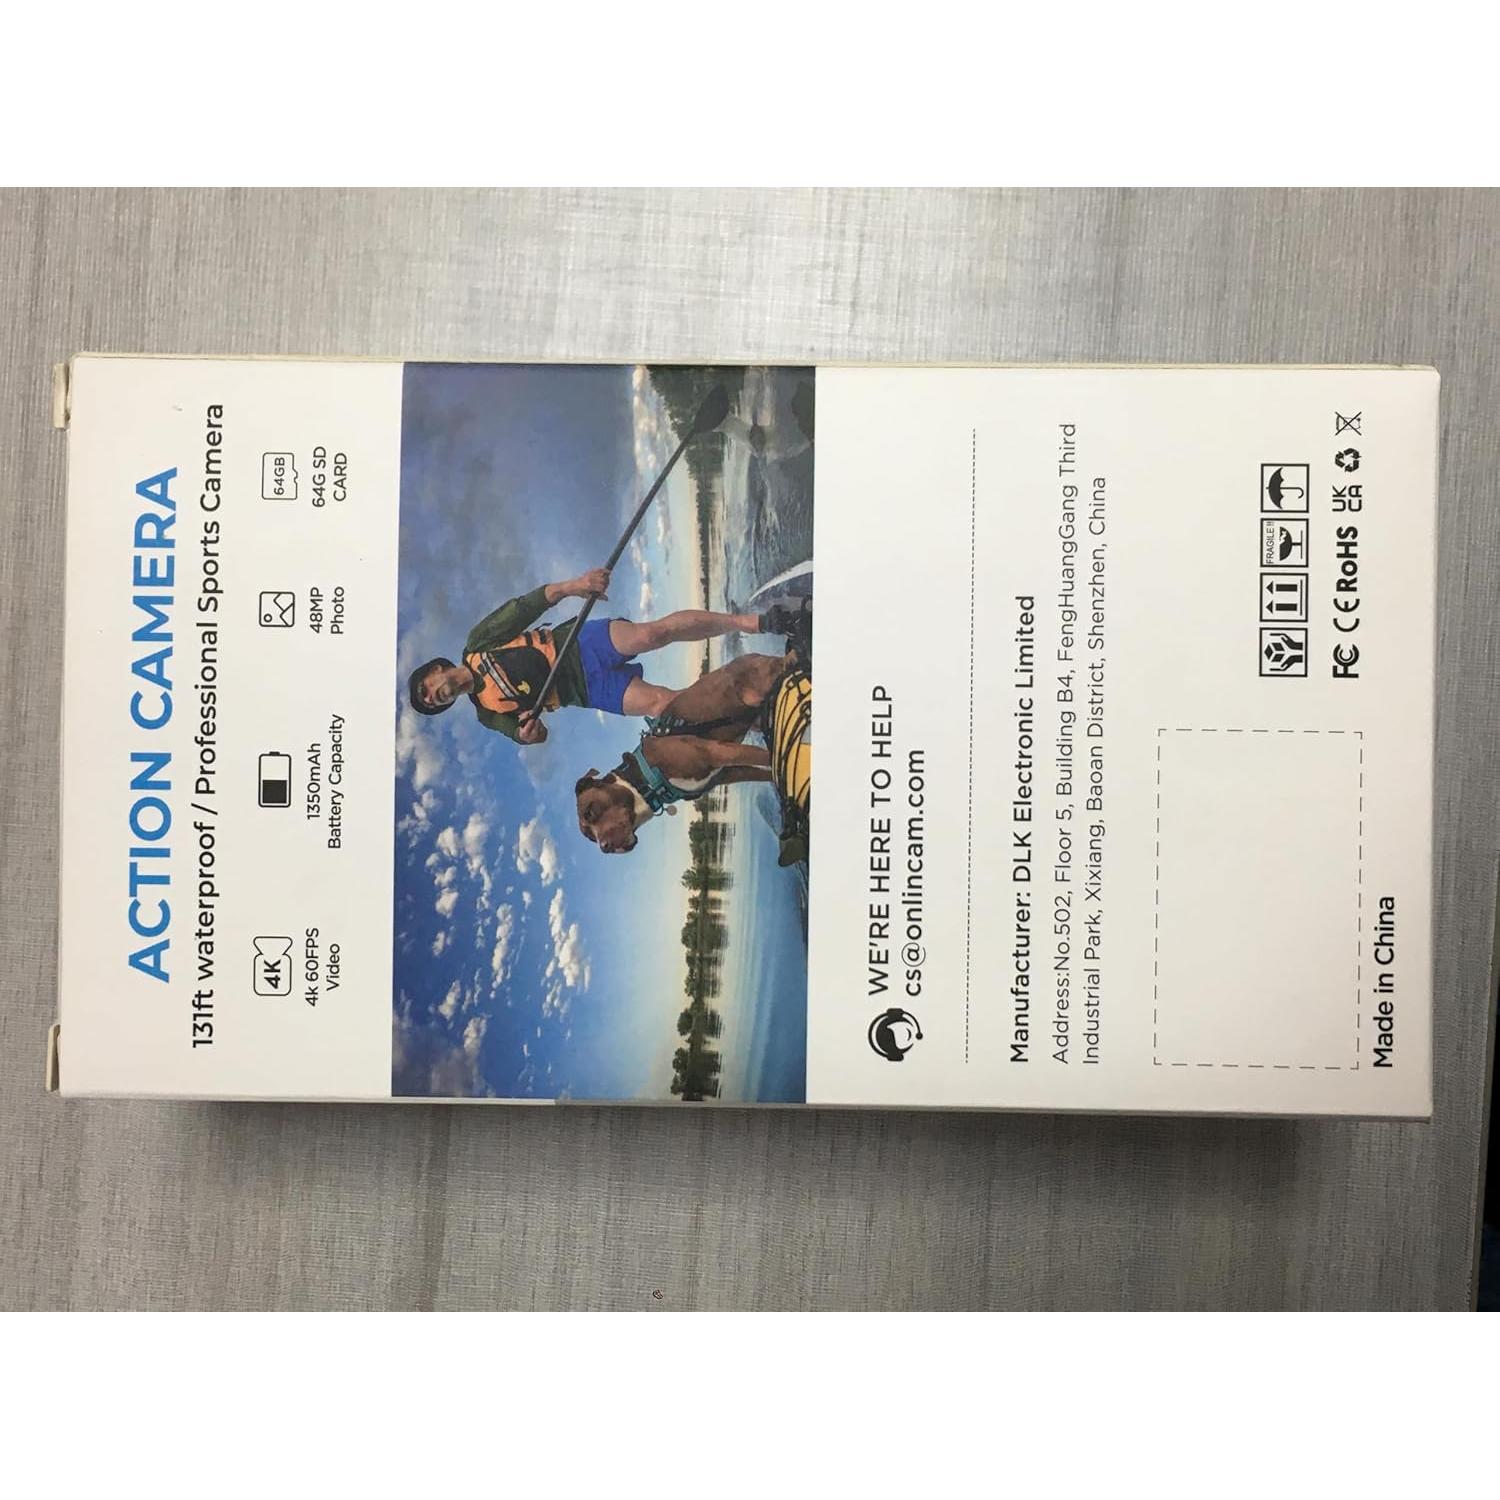 ACTION CAMERA
131ft waterproof / Professional Sports Camera
4K
4k 60FPS
Video
1350mAh
Battery Capacity
48MP
Photo
64GB
64G SD
CARD
WE'RE HERE TO HELP
cs@onlincam.com
Manufacturer: DLK Electronic Limited
Address:No.502, Floor 5, Building B4, FengHuangGang Third
Industrial Park, Xixiang, Baoan District, Shenzhen, China
FRAGILE!!
FC CE RoHS UK
CA
Made in China